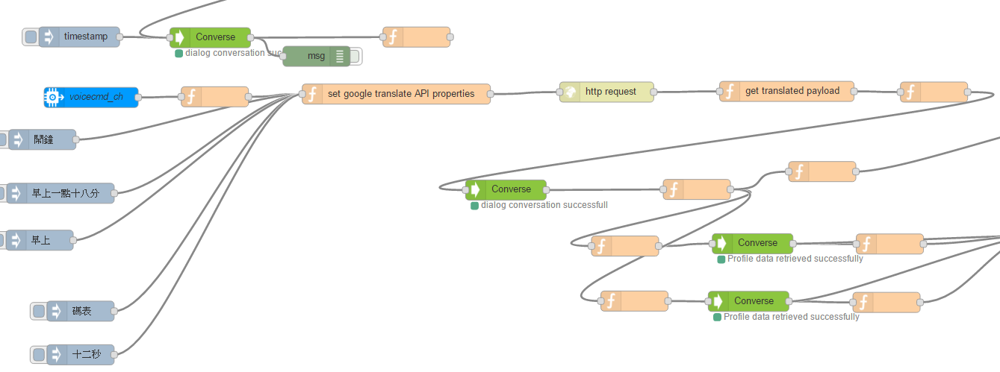 timestamp
Converse
dialog conversation suc
msg
voicecmd_ch
set google translate API properties
http request
get translated payload
鬧鐘
早上一點十八分
Converse
dialog conversation successfull
早上
Converse
Profile data retrieved successfully
碼表
Converse
Profile data retrieved successfully
十二秒